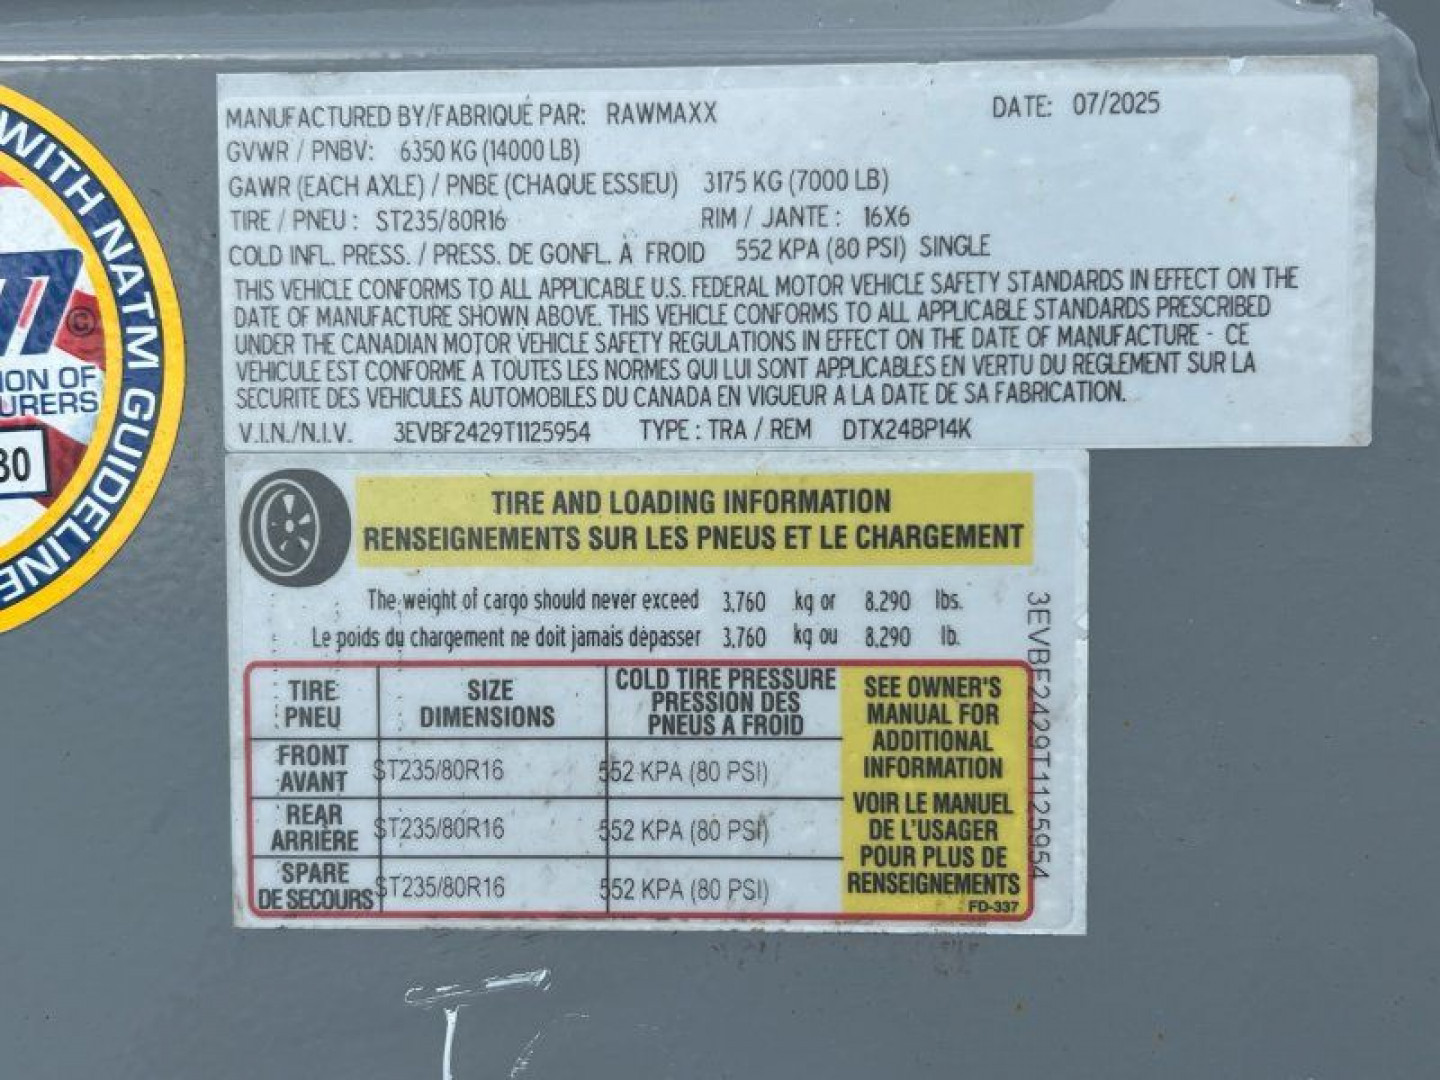 WITH NATM GUIDELINE
©
ION OF
URERS
30
MANUFACTURED BY/FABRIQUÉ PAR: RAWMAXX DATE: 07/2025
GVWR / PNBV: 6350 KG (14000 LB)
GAWR (EACH AXLE) / PNBE (CHAQUE ESSIEU) 3175 KG (7000 LB)
TIRE / PNEU : ST235/80R16 RIM / JANTE : 16X6
COLD INFL. PRESS. / PRESS. DE GONFL. À FROID 552 KPA (80 PSI) SINGLE
THIS VEHICLE CONFORMS TO ALL APPLICABLE U.S. FEDERAL MOTOR VEHICLE SAFETY STANDARDS IN EFFECT ON THE
DATE OF MANUFACTURE SHOWN ABOVE. THIS VEHICLE CONFORMS TO ALL APPLICABLE STANDARDS PRESCRIBED
UNDER THE CANADIAN MOTOR VEHICLE SAFETY REGULATIONS IN EFFECT ON THE DATE OF MANUFACTURE - CE
VEHICULE EST CONFORME A TOUTES LES NORMES QUI LUI SONT APPLICABLES EN VERTU DU REGLEMENT SUR LA
SECURITE DES VEHICULES AUTOMOBILES DU CANADA EN VIGUEUR A LA DATE DE SA FABRICATION.
V.I.N./N.I.V. 3EVBF2429T1125954 TYPE : TRA / REM DTX24BP14K
TIRE AND LOADING INFORMATION
RENSEIGNEMENTS SUR LES PNEUS ET LE CHARGEMENT
The weight of cargo should never exceed 3,760 kg or 8,290 lbs.
Le poids du chargement ne doit jamais dépasser 3,760 kg ou 8,290 lb.
TIRE
PNEU
SIZE
DIMENSIONS
COLD TIRE PRESSURE
PRESSION DES
PNEUS A FROID
FRONT
AVANT
ST235/80R16 552 KPA (80 PSI)
REAR
ARRIÈRE
ST235/80R16 552 KPA (80 PSI)
SPARE
DE SECOURS
ST235/80R16 552 KPA (80 PSI)
SEE OWNER'S
MANUAL FOR
ADDITIONAL
INFORMATION
VOIR LE MANUEL
DE L'USAGER
POUR PLUS DE
RENSEIGNEMENTS
FD-337
3EVBF2429T1125954